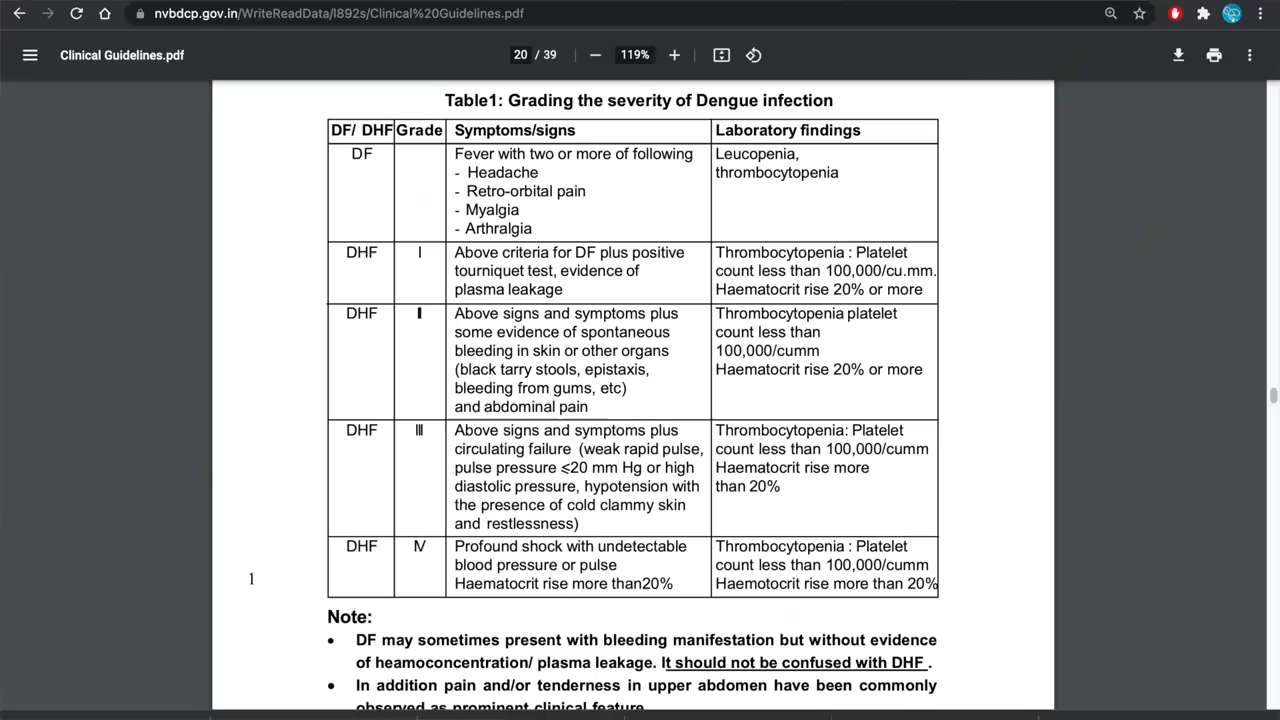 nvbdcp.gov.in/WriteReadData/l892s/Clinical%20Guidelines.pdf
Clinical Guidelines.pdf
20 / 39
119%
Table1: Grading the severity of Dengue infection
DF/ DHF Grade Symptoms/signs Laboratory findings
DF Fever with two or more of following
- Headache
- Retro-orbital pain
- Myalgia
- Arthralgia
Leucopenia,
thrombocytopenia
DHF I Above criteria for DF plus positive
tourniquet test, evidence of
plasma leakage
Thrombocytopenia : Platelet
count less than 100,000/cu.mm.
Haematocrit rise 20% or more
DHF II Above signs and symptoms plus
some evidence of spontaneous
bleeding in skin or other organs
(black tarry stools, epistaxis,
bleeding from gums, etc)
and abdominal pain
Thrombocytopenia platelet
count less than
100,000/cumm
Haematocrit rise 20% or more
DHF III Above signs and symptoms plus
circulating failure (weak rapid pulse,
pulse pressure ⩽20 mm Hg or high
diastolic pressure, hypotension with
the presence of cold clammy skin
and restlessness)
Thrombocytopenia: Platelet
count less than 100,000/cumm
Haematocrit rise more
than 20%
DHF IV Profound shock with undetectable
blood pressure or pulse
Haematocrit rise more than20%
Thrombocytopenia : Platelet
count less than 100,000/cumm
Haemotocrit rise more than 20%
1
Note:
• DF may sometimes present with bleeding manifestation but without evidence
of heamoconcentration/ plasma leakage. It should not be confused with DHF .
• In addition pain and/or tenderness in upper abdomen have been commonly
observed as prominent clinical feature.